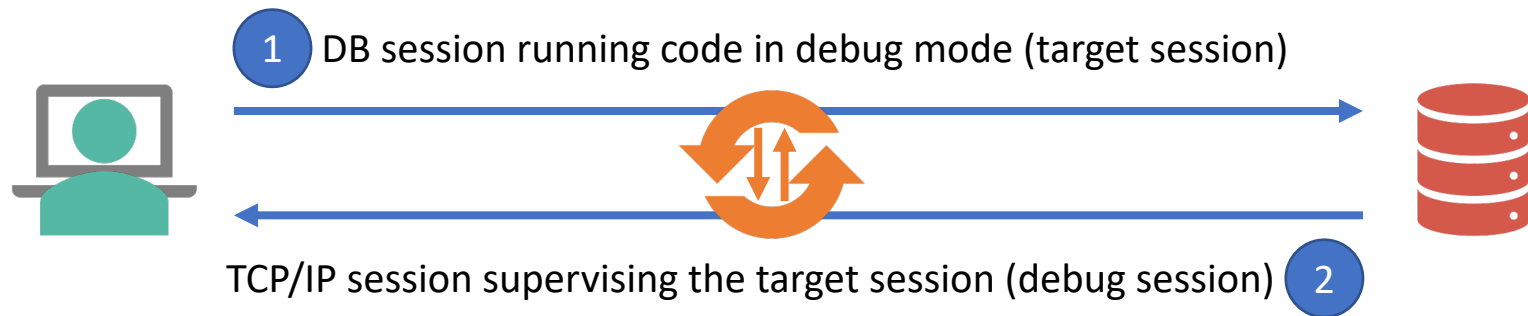 1 DB session running code in debug mode (target session)
TCP/IP session supervising the target session (debug session) 2